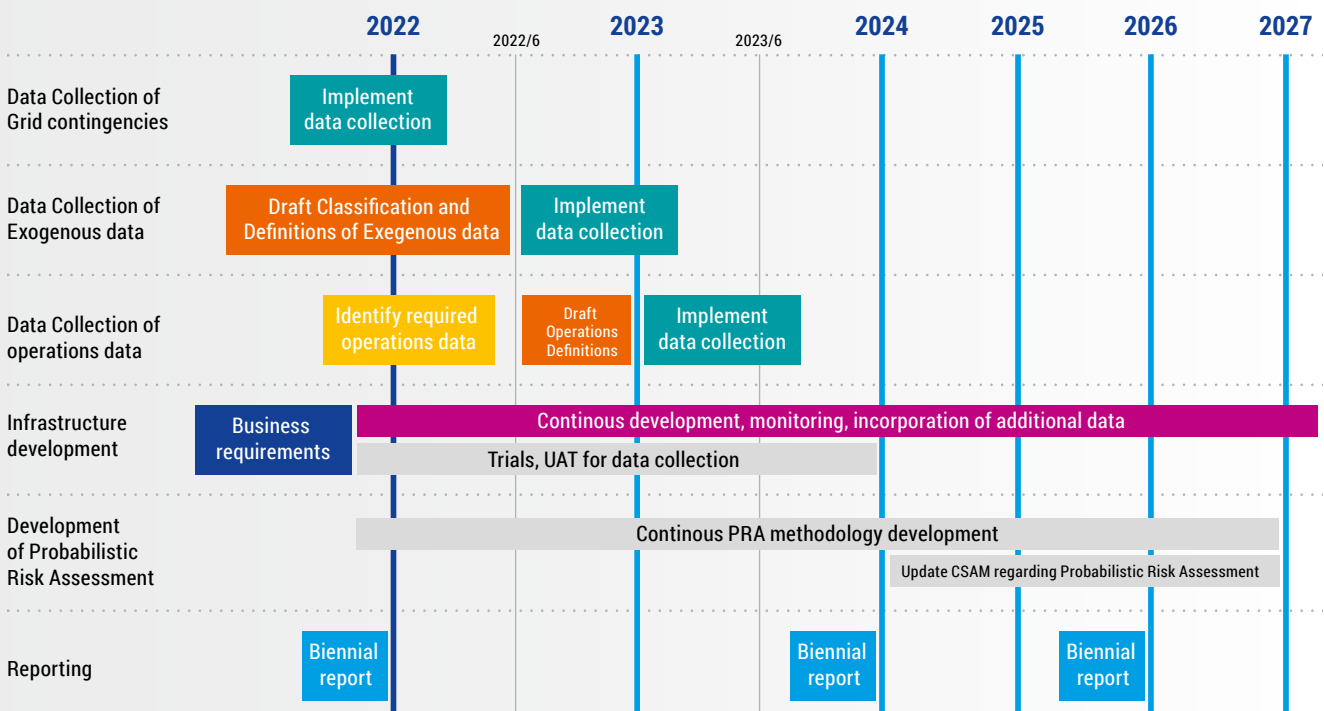 2022
2022/6
2023
2023/6
2024
2025
2026
2027
Data Collection of
Grid contingencies
Implement
data collection
Data Collection of
Exogenous data
Draft Classification and
Definitions of Exegenous data
Implement
data collection
Data Collection of
operations data
Identify required
operations data
Draft
Operations
Definitions
Implement
data collection
Infrastructure
development
Business
requirements
Continous development, monitoring, incorporation of additional data
Trials, UAT for data collection
Development
of Probabilistic
Risk Assessment
Continous PRA methodology development
Update CSAM regarding Probabilistic Risk Assessment
Reporting
Biennial
report
Biennial
report
Biennial
report